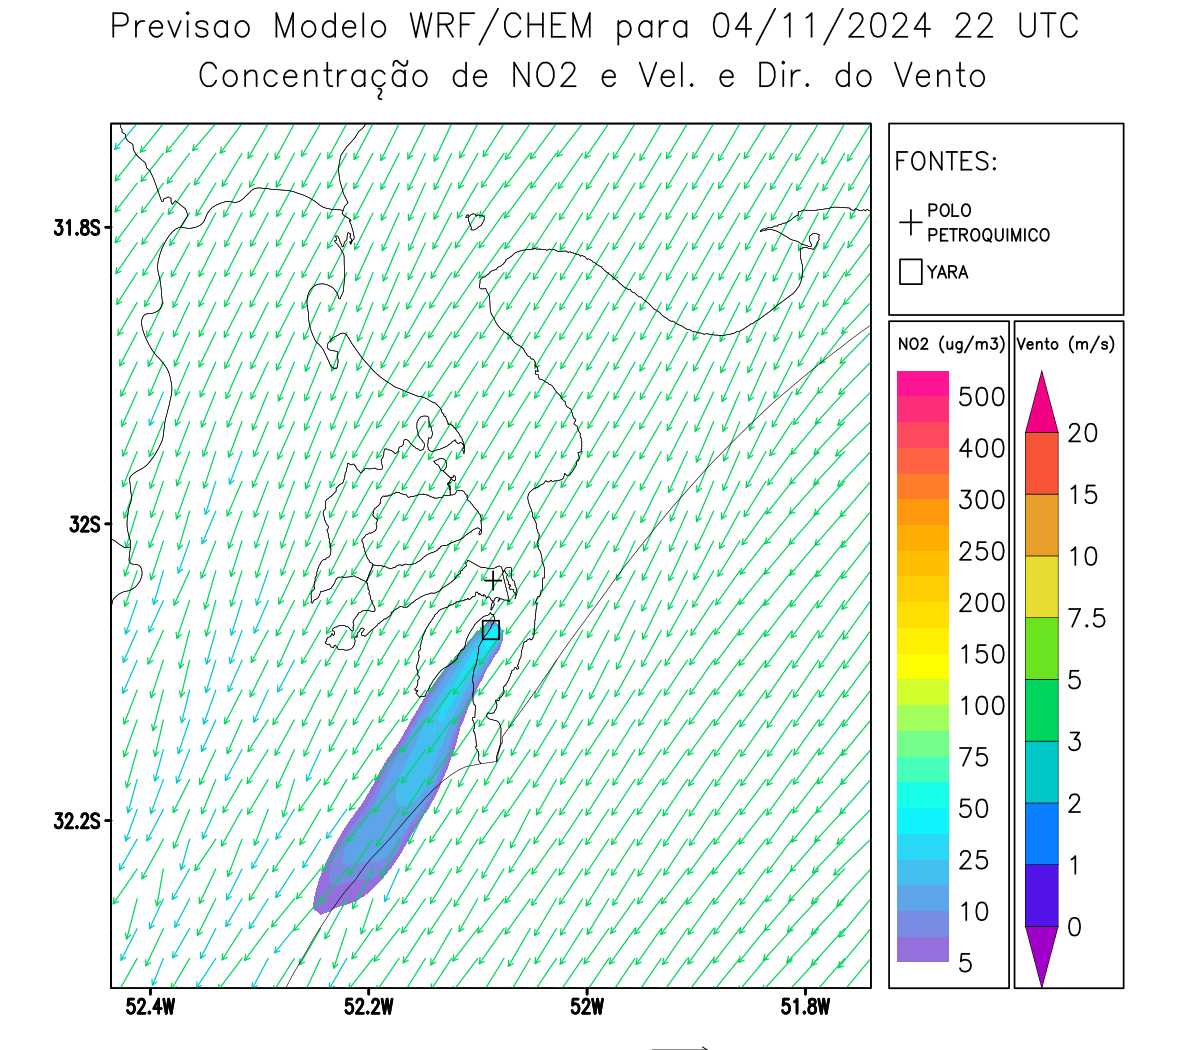 Previsao Modelo WRF/CHEM para 04/11/2024 22 UTC
Concentração de NO2 e Vel. e Dir. do Vento
FONTES:
POLO
PETROQUIMICO
YARA
NO2 (ug/m3)
500
400
300
250
200
150
100
75
50
25
10
5
Vento (m/s)
20
15
10
7.5
5
3
2
1
0
31.8S
32S
32.2S
52.4W
52.2W
52W
51.8W